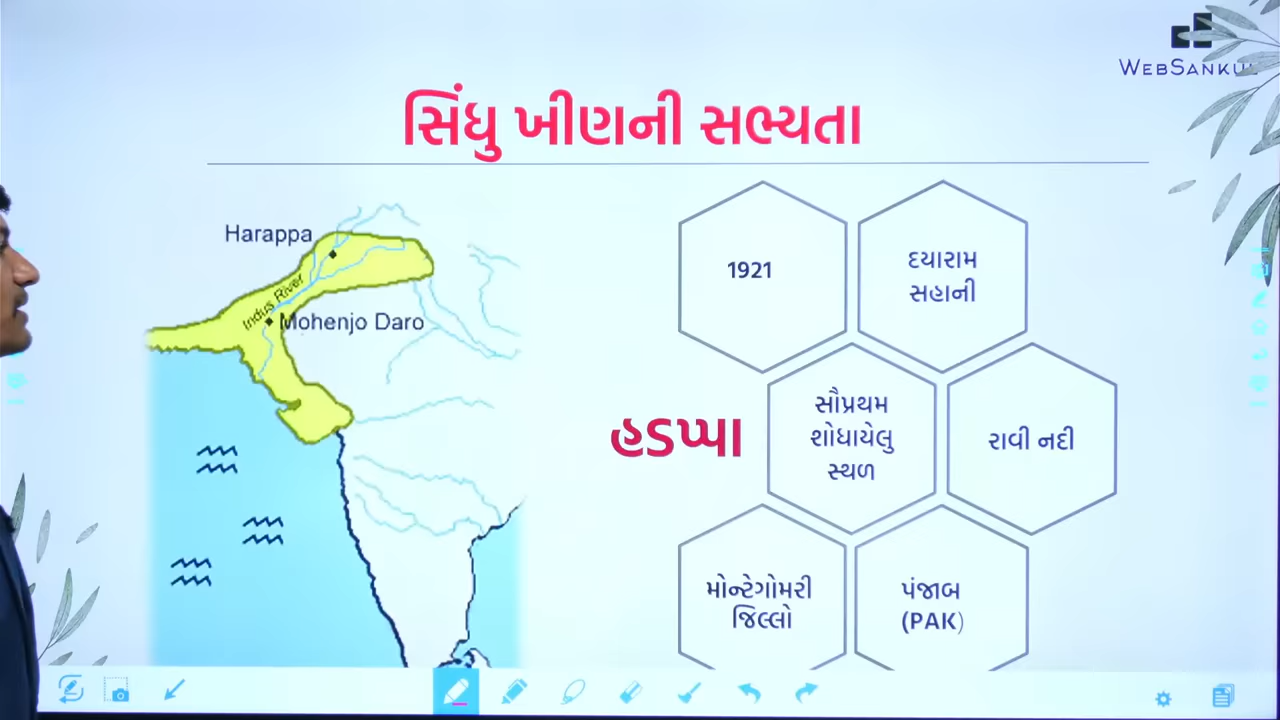 WEBSANKUL
સિંધુ ખીણની સભ્યતા
Harappa
Indus River
Mohenjo Daro
હડપ્પા
1921
દયારામ
સહાની
સૌપ્રથમ
શોધાયેલુ
સ્થળ
રાવી નદી
મોન્ટેગોમરી
જિલ્લો
પંજાબ
(PAK)